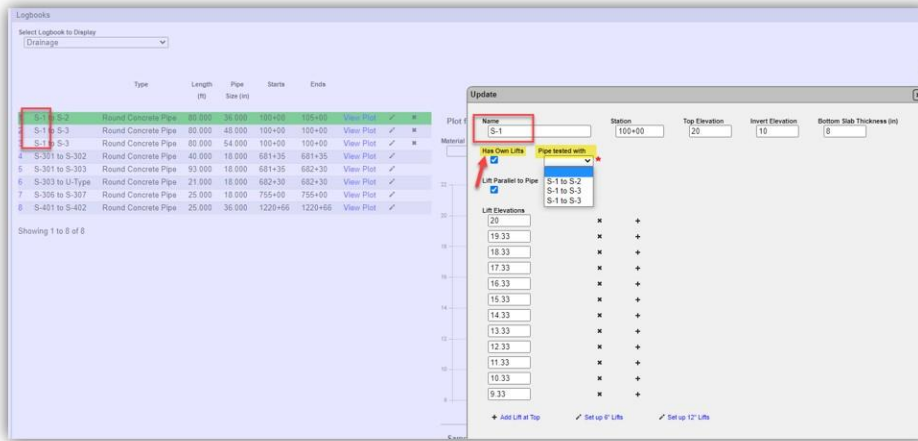 Logbooks
Select Logbook to Display
Drainage
Type Length (ft) Pipe Size (in) Starts Ends
1 S-1 to S-2 Round Concrete Pipe 80.000 36.000 100+00 105+00 View Plot
2 S-1 to S-3 Round Concrete Pipe 80.000 48.000 100+00 100+00 View Plot
3 S-1 to S-3 Round Concrete Pipe 80.000 54.000 100+00 100+00 View Plot
4 S-301 to S-302 Round Concrete Pipe 40.000 18.000 681+35 681+35 View Plot
5 S-301 to S-303 Round Concrete Pipe 93.000 18.000 681+35 682+30 View Plot
6 S-303 to U-Type Round Concrete Pipe 21.000 18.000 682+30 682+30 View Plot
7 S-306 to S-307 Round Concrete Pipe 25.000 18.000 755+00 755+00 View Plot
8 S-401 to S-402 Round Concrete Pipe 25.000 36.000 1220+66 1220+66 View Plot
Showing 1 to 8 of 8
Plot f
Material
Update
Name Station Top Elevation Invert Elevation Bottom Slab Thickness (in)
S-1 100+00 20 10 8
Has Own Lifts Pipe tested with: *
S-1 to S-2
S-1 to S-3
S-1 to S-3
Lift Parallel to Pipe
Lift Elevations
20
19.33
18.33
17.33
16.33
15.33
14.33
13.33
12.33
11.33
10.33
9.33
+ Add Lift at Top Set up 6" Lifts Set up 12" Lifts